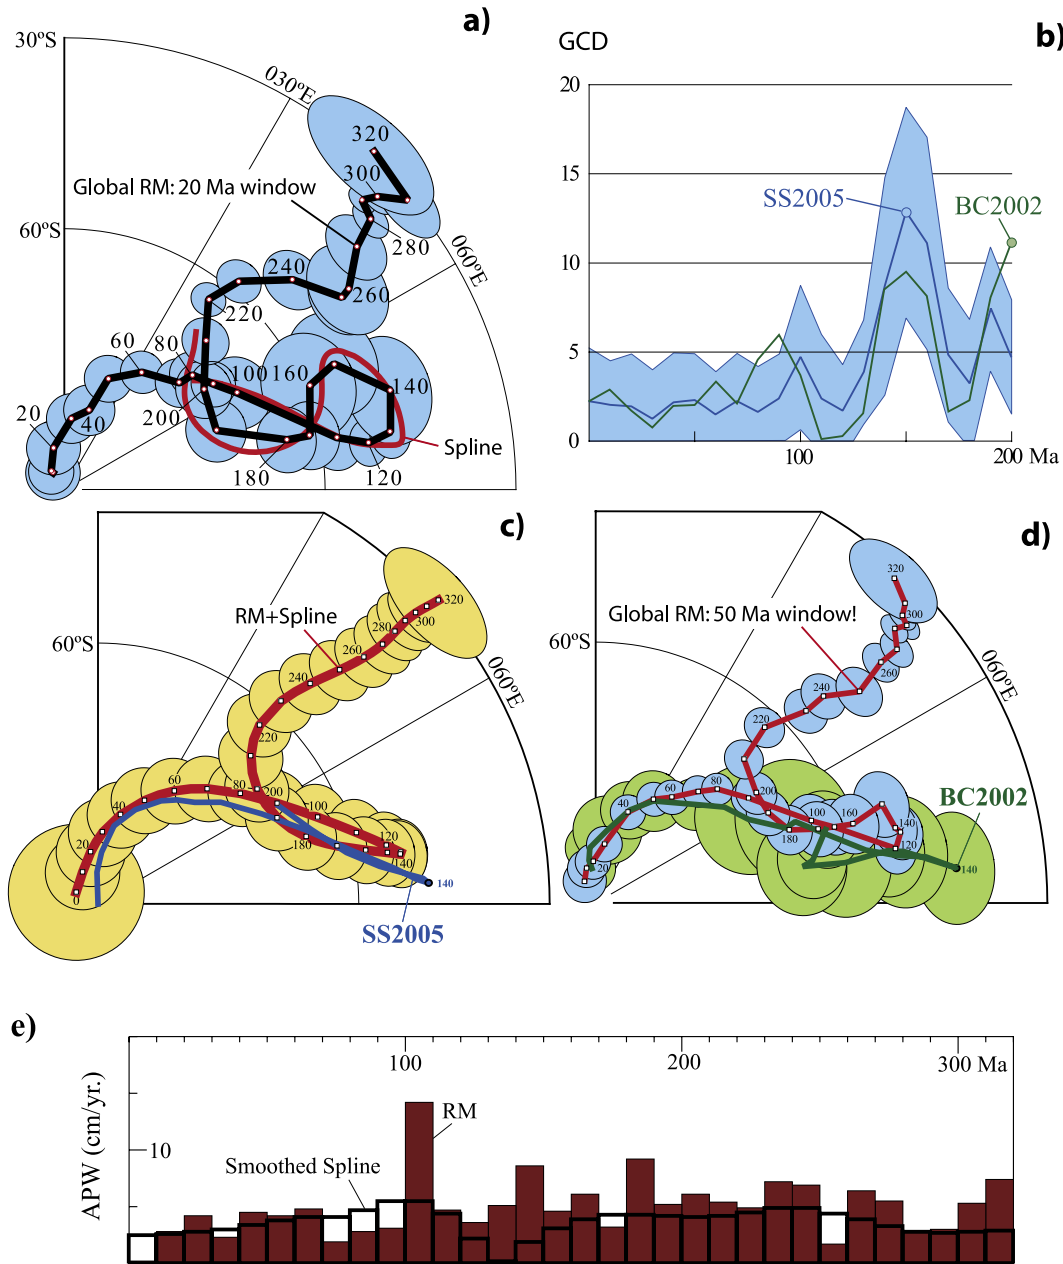 a)
30ºS
030ºE
320
300
Global RM: 20 Ma window
280
60ºS
060ºE
240
260
220
60
80
100
160
140
20
40
200
Spline
180
120
b)
GCD
20
15
SS2005
BC2002
10
5
0
100
200 Ma
c)
RM+Spline
320
300
280
60ºS
260
240
060ºE
220
60
80
200
40
100
20
180
120
140
0
140
SS2005
d)
320
Global RM: 50 Ma window!
300
60ºS
260
060ºE
240
220
60
80
200
40
100
160
140
BC2002
180
120
20
140
e)
100
200
300 Ma
APW (cm/yr.)
RM
10
Smoothed Spline